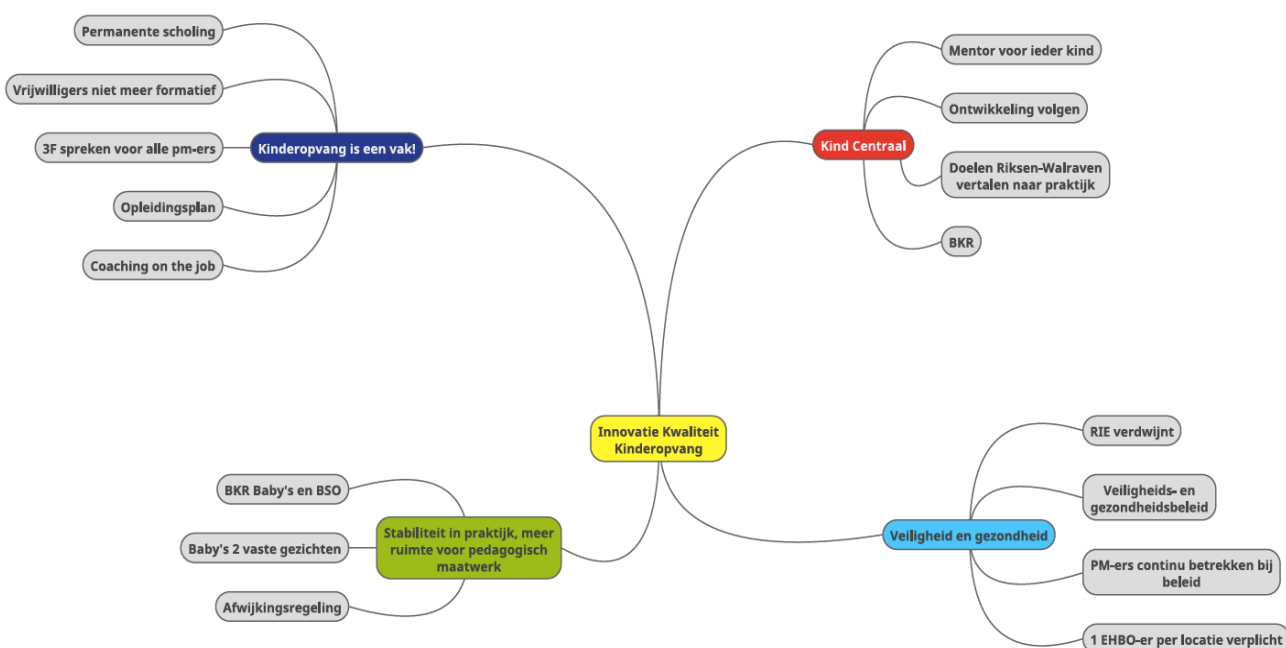 Permanente scholing
Vrijwilligers niet meer formatief
3F spreken voor alle pm-ers
Opleidingsplan
Coaching on the job
Kinderopvang is een vak!
Kind Centraal
Mentor voor ieder kind
Ontwikkeling volgen
Doelen Riksen-Walraven
vertalen naar praktijk
BKR
Innovatie Kwaliteit
Kinderopvang
BKR Baby's en BSO
Baby's 2 vaste gezichten
Afwijkingsregeling
Stabiliteit in praktijk, meer
ruimte voor pedagogisch
maatwerk
Veiligheid en gezondheid
RIE verdwijnt
Veiligheids- en
gezondheidsbeleid
PM-ers continu betrekken bij
beleid
1 EHBO-er per locatie verplicht